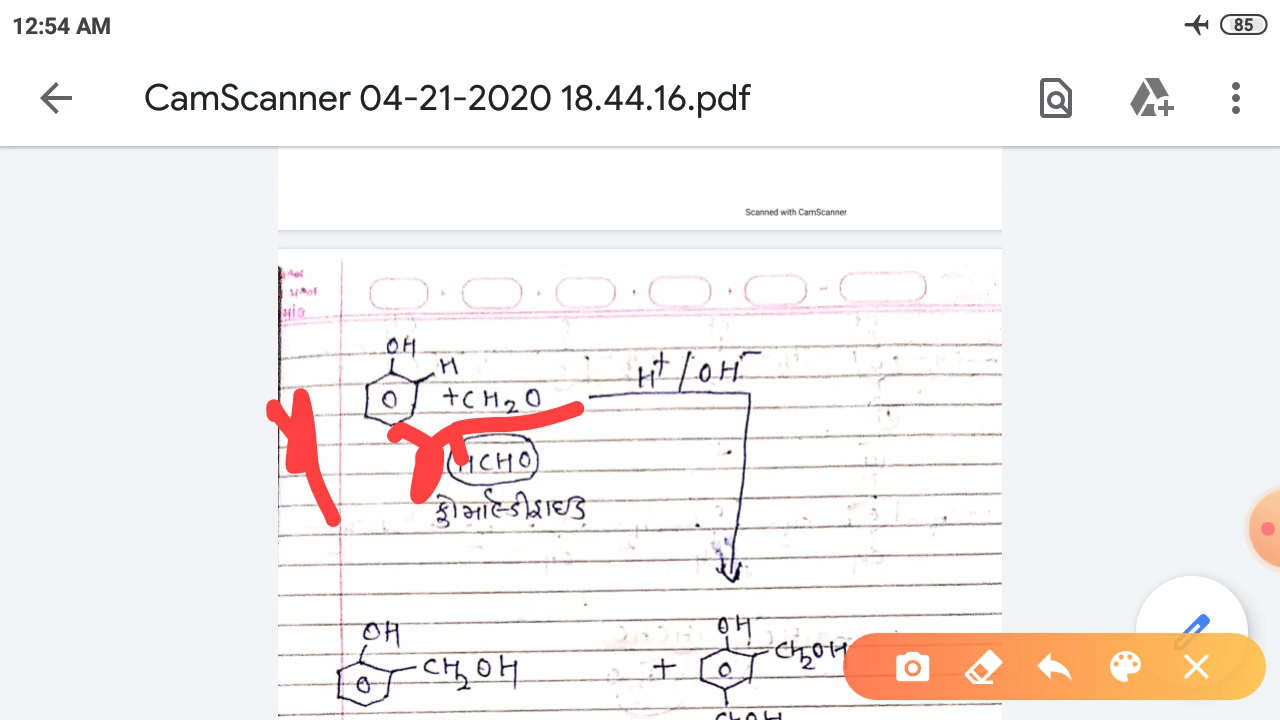 12:54 AM
85
CamScanner 04-21-2020 18.44.16.pdf
Scanned with CamScanner
OH
H
H⁺/OH⁻
+CH₂O
HCHO
ફોર્માલ્ડીહાઇડ
OH
OH
CH₂OH
+
CH₂OH
CH₂OH